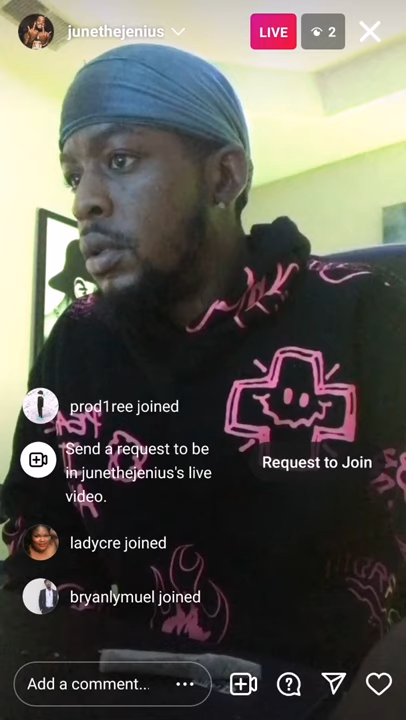 junethejenius
LIVE
2
prod1ree joined
Send a request to be
in junethejenius's live
video.
Request to Join
ladycre joined
bryanlymuel joined
Add a comment...